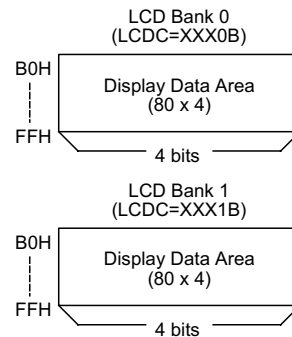 LCD Bank 0
(LCDC=XXX0B)
B0H
Display Data Area
(80 x 4)
FFH
4 bits
LCD Bank 1
(LCDC=XXX1B)
B0H
Display Data Area
(80 x 4)
FFH
4 bits